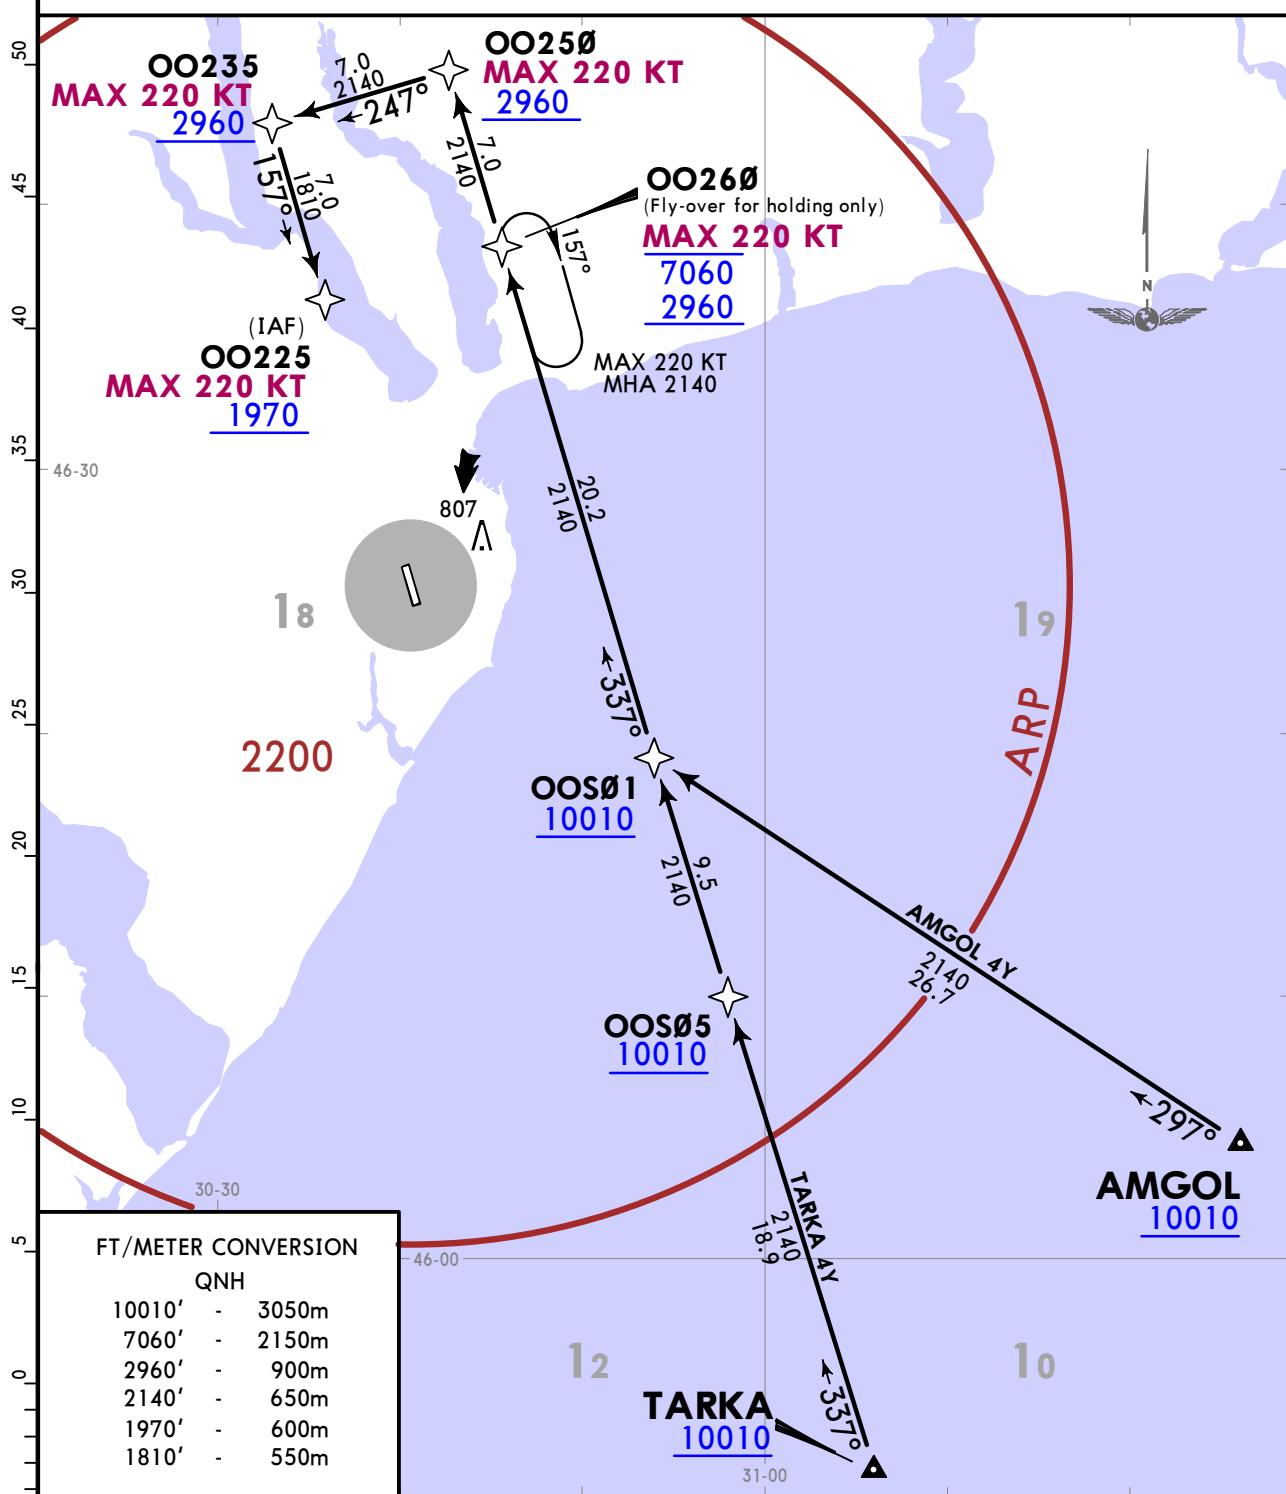 50
45
40
35
30
25
20
15
10
5
0
OO235
MAX 220 KT
2960
7.0
2140
247°
OO25Ø
MAX 220 KT
2960
157°
1810
7.0
7.0
2140
OO26Ø
(Fly-over for holding only)
MAX 220 KT
7060
2960
157°
MAX 220 KT
MHA 2140
(IAF)
OO225
MAX 220 KT
1970
N
46-30
807
20.2
2140
18
19
337°
2200
ARP
OOSØ1
10010
9.5
2140
AMGOL 4Y
2140
26.7
OOSØ5
10010
297°
AMGOL
10010
TARKA 4Y
2140
18.9
30-30
46-00
FT/METER CONVERSION
QNH
10010' - 3050m
7060' - 2150m
2960' - 900m
2140' - 650m
1970' - 600m
1810' - 550m
12
10
337°
TARKA
10010
31-00